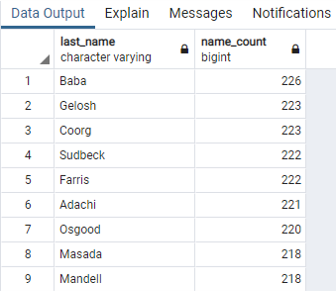 Data Output Explain Messages Notifications
last_name name_count
character varying bigint
1 Baba 226
2 Gelosh 223
3 Coorg 223
4 Sudbeck 222
5 Farris 222
6 Adachi 221
7 Osgood 220
8 Masada 218
9 Mandell 218